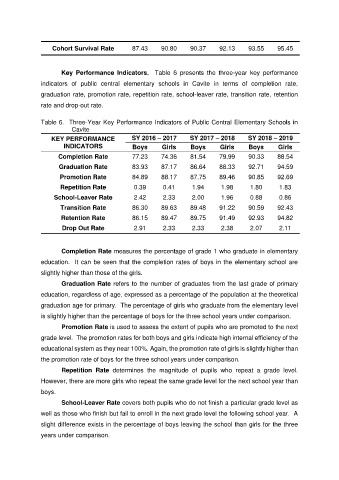 Cohort Survival Rate 87.43 90.80 90.37 92.13 93.55 95.45
Key Performance Indicators. Table 6 presents the three-year key performance
indicators of public central elementary schools in Cavite in terms of completion rate,
graduation rate, promotion rate, repetition rate, school-leaver rate, transition rate, retention
rate and drop-out rate.
Table 6. Three-Year Key Performance Indicators of Public Central Elementary Schools in
Cavite
KEY PERFORMANCE SY 2016 – 2017 SY 2017 – 2018 SY 2018 – 2019
INDICATORS Boys Girls Boys Girls Boys Girls
Completion Rate 77.23 74.36 81.54 79.99 90.33 88.54
Graduation Rate 83.93 87.17 86.64 88.33 92.71 94.59
Promotion Rate 84.89 88.17 87.75 89.46 90.85 92.69
Repetition Rate 0.39 0.41 1.94 1.98 1.80 1.83
School-Leaver Rate 2.42 2.33 2.00 1.96 0.88 0.86
Transition Rate 86.30 89.63 89.48 91.22 90.59 92.43
Retention Rate 86.15 89.47 89.75 91.49 92.93 94.82
Drop Out Rate 2.91 2.33 2.33 2.38 2.07 2.11
Completion Rate measures the percentage of grade 1 who graduate in elementary
education. It can be seen that the completion rates of boys in the elementary school are
slightly higher than those of the girls.
Graduation Rate refers to the number of graduates from the last grade of primary
education, regardless of age, expressed as a percentage of the population at the theoretical
graduation age for primary. The percentage of girls who graduate from the elementary level
is slightly higher than the percentage of boys for the three school years under comparison.
Promotion Rate is used to assess the extent of pupils who are promoted to the next
grade level. The promotion rates for both boys and girls indicate high internal efficiency of the
educational system as they near 100%. Again, the promotion rate of girls is slightly higher than
the promotion rate of boys for the three school years under comparison.
Repetition Rate determines the magnitude of pupils who repeat a grade level.
However, there are more girls who repeat the same grade level for the next school year than
boys.
School-Leaver Rate covers both pupils who do not finish a particular grade level as
well as those who finish but fail to enroll in the next grade level the following school year. A
slight difference exists in the percentage of boys leaving the school than girls for the three
years under comparison.